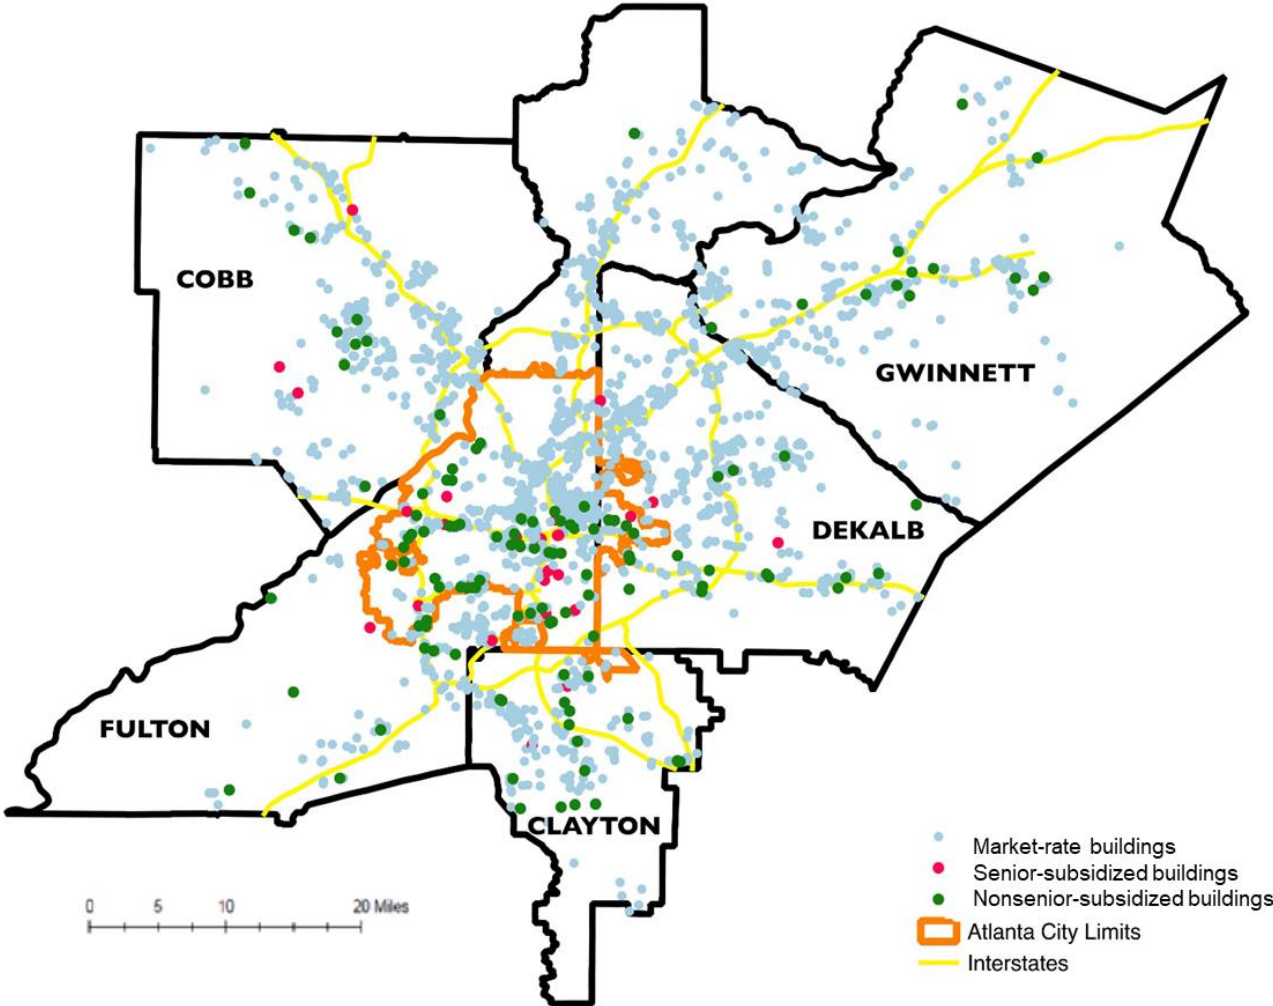 COBB
GWINNETT
DEKALB
FULTON
CLAYTON
Market-rate buildings
Senior-subsidized buildings
Nonsenior-subsidized buildings
Atlanta City Limits
Interstates
0 5 10 20 Miles